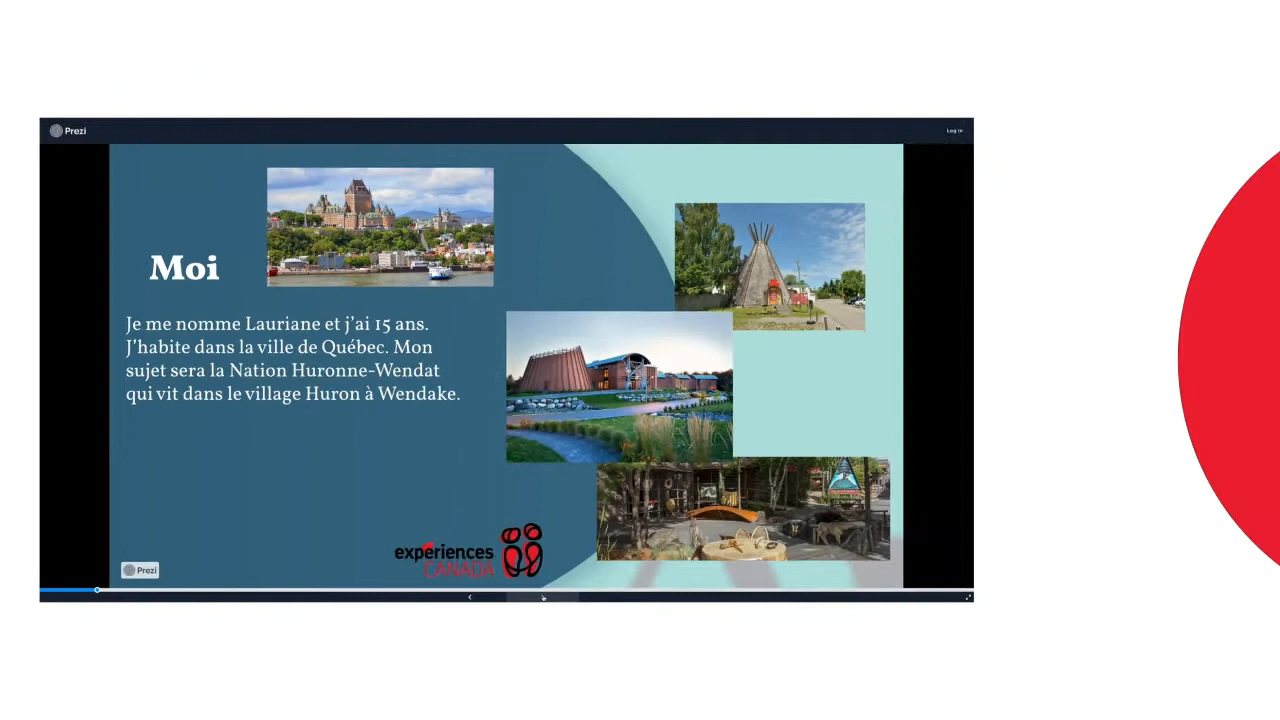 Prezi
Log in
Moi
Je me nomme Lauriane et j'ai 15 ans.
J'habite dans la ville de Québec. Mon
sujet sera la Nation Huronne-Wendat
qui vit dans le village Huron à Wendake.
expériences
CANADA
Prezi